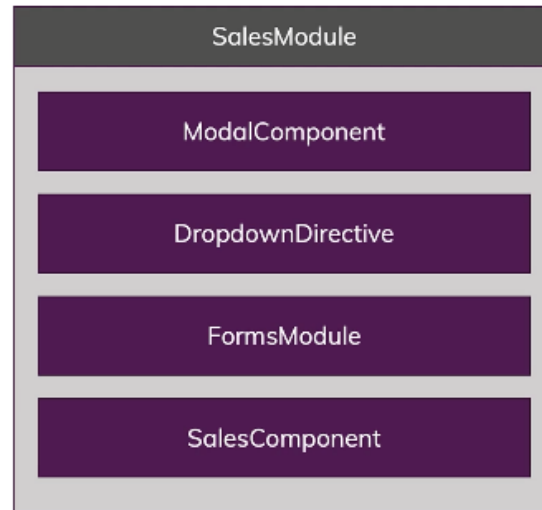 SalesModule
ModalComponent
DropdownDirective
FormsModule
SalesComponent